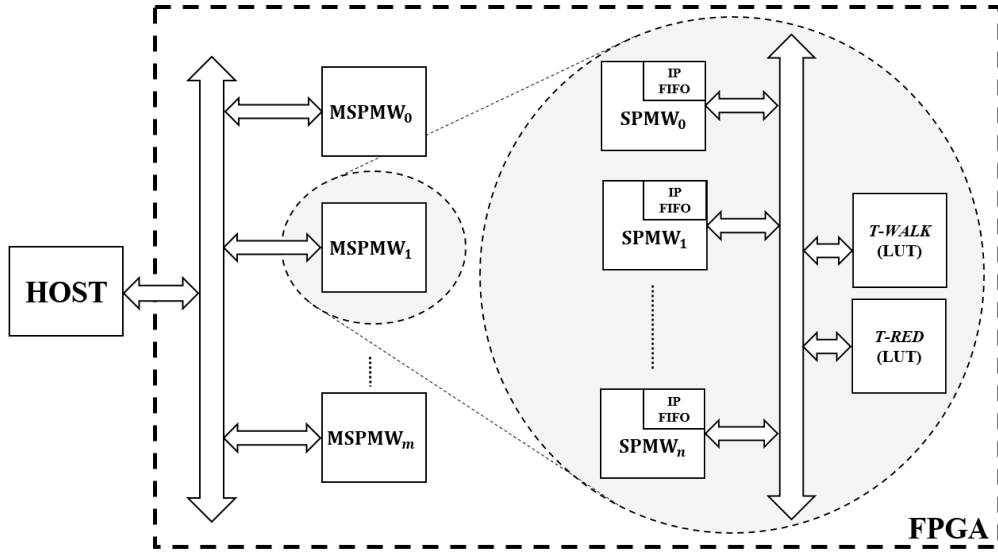 HOST
MSPMW₀
MSPMW₁
MSPMWₘ
IP
FIFO
SPMW₀
IP
FIFO
SPMW₁
IP
FIFO
SPMWₙ
T-WALK
(LUT)
T-RED
(LUT)
FPGA